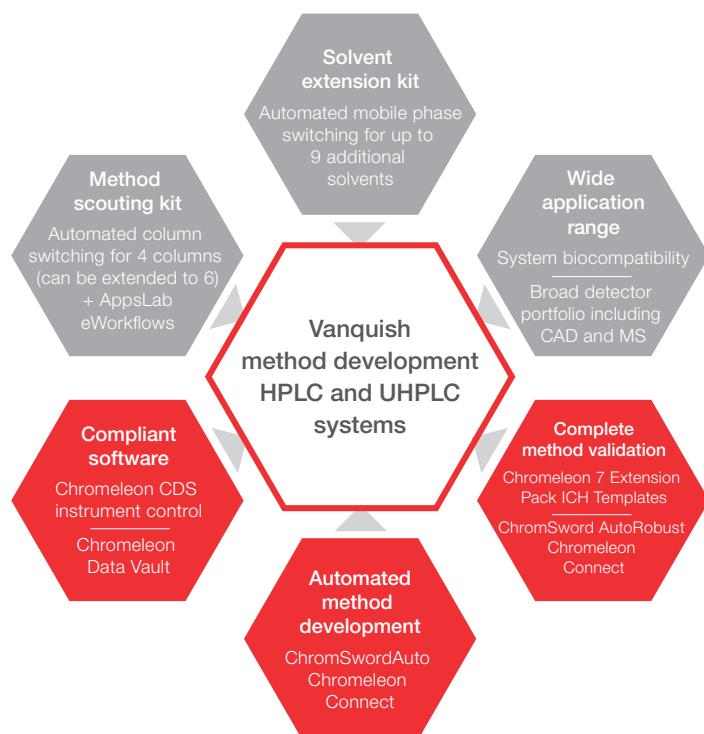 Solvent
extension kit
Automated mobile phase
switching for up to
9 additional
solvents
Method
scouting kit
Automated column
switching for 4 columns
(can be extended to 6)
+ AppsLab
eWorkflows
Wide
application
range
System biocompatibility
Broad detector
portfolio including
CAD and MS
Vanquish
method development
HPLC and UHPLC
systems
Compliant
software
Chromeleon CDS
instrument control
Chromeleon
Data Vault
Complete
method validation
Chromeleon 7 Extension
Pack ICH Templates
ChromSword AutoRobust
Chromeleon
Connect
Automated
method
development
ChromSwordAuto
Chromeleon
Connect